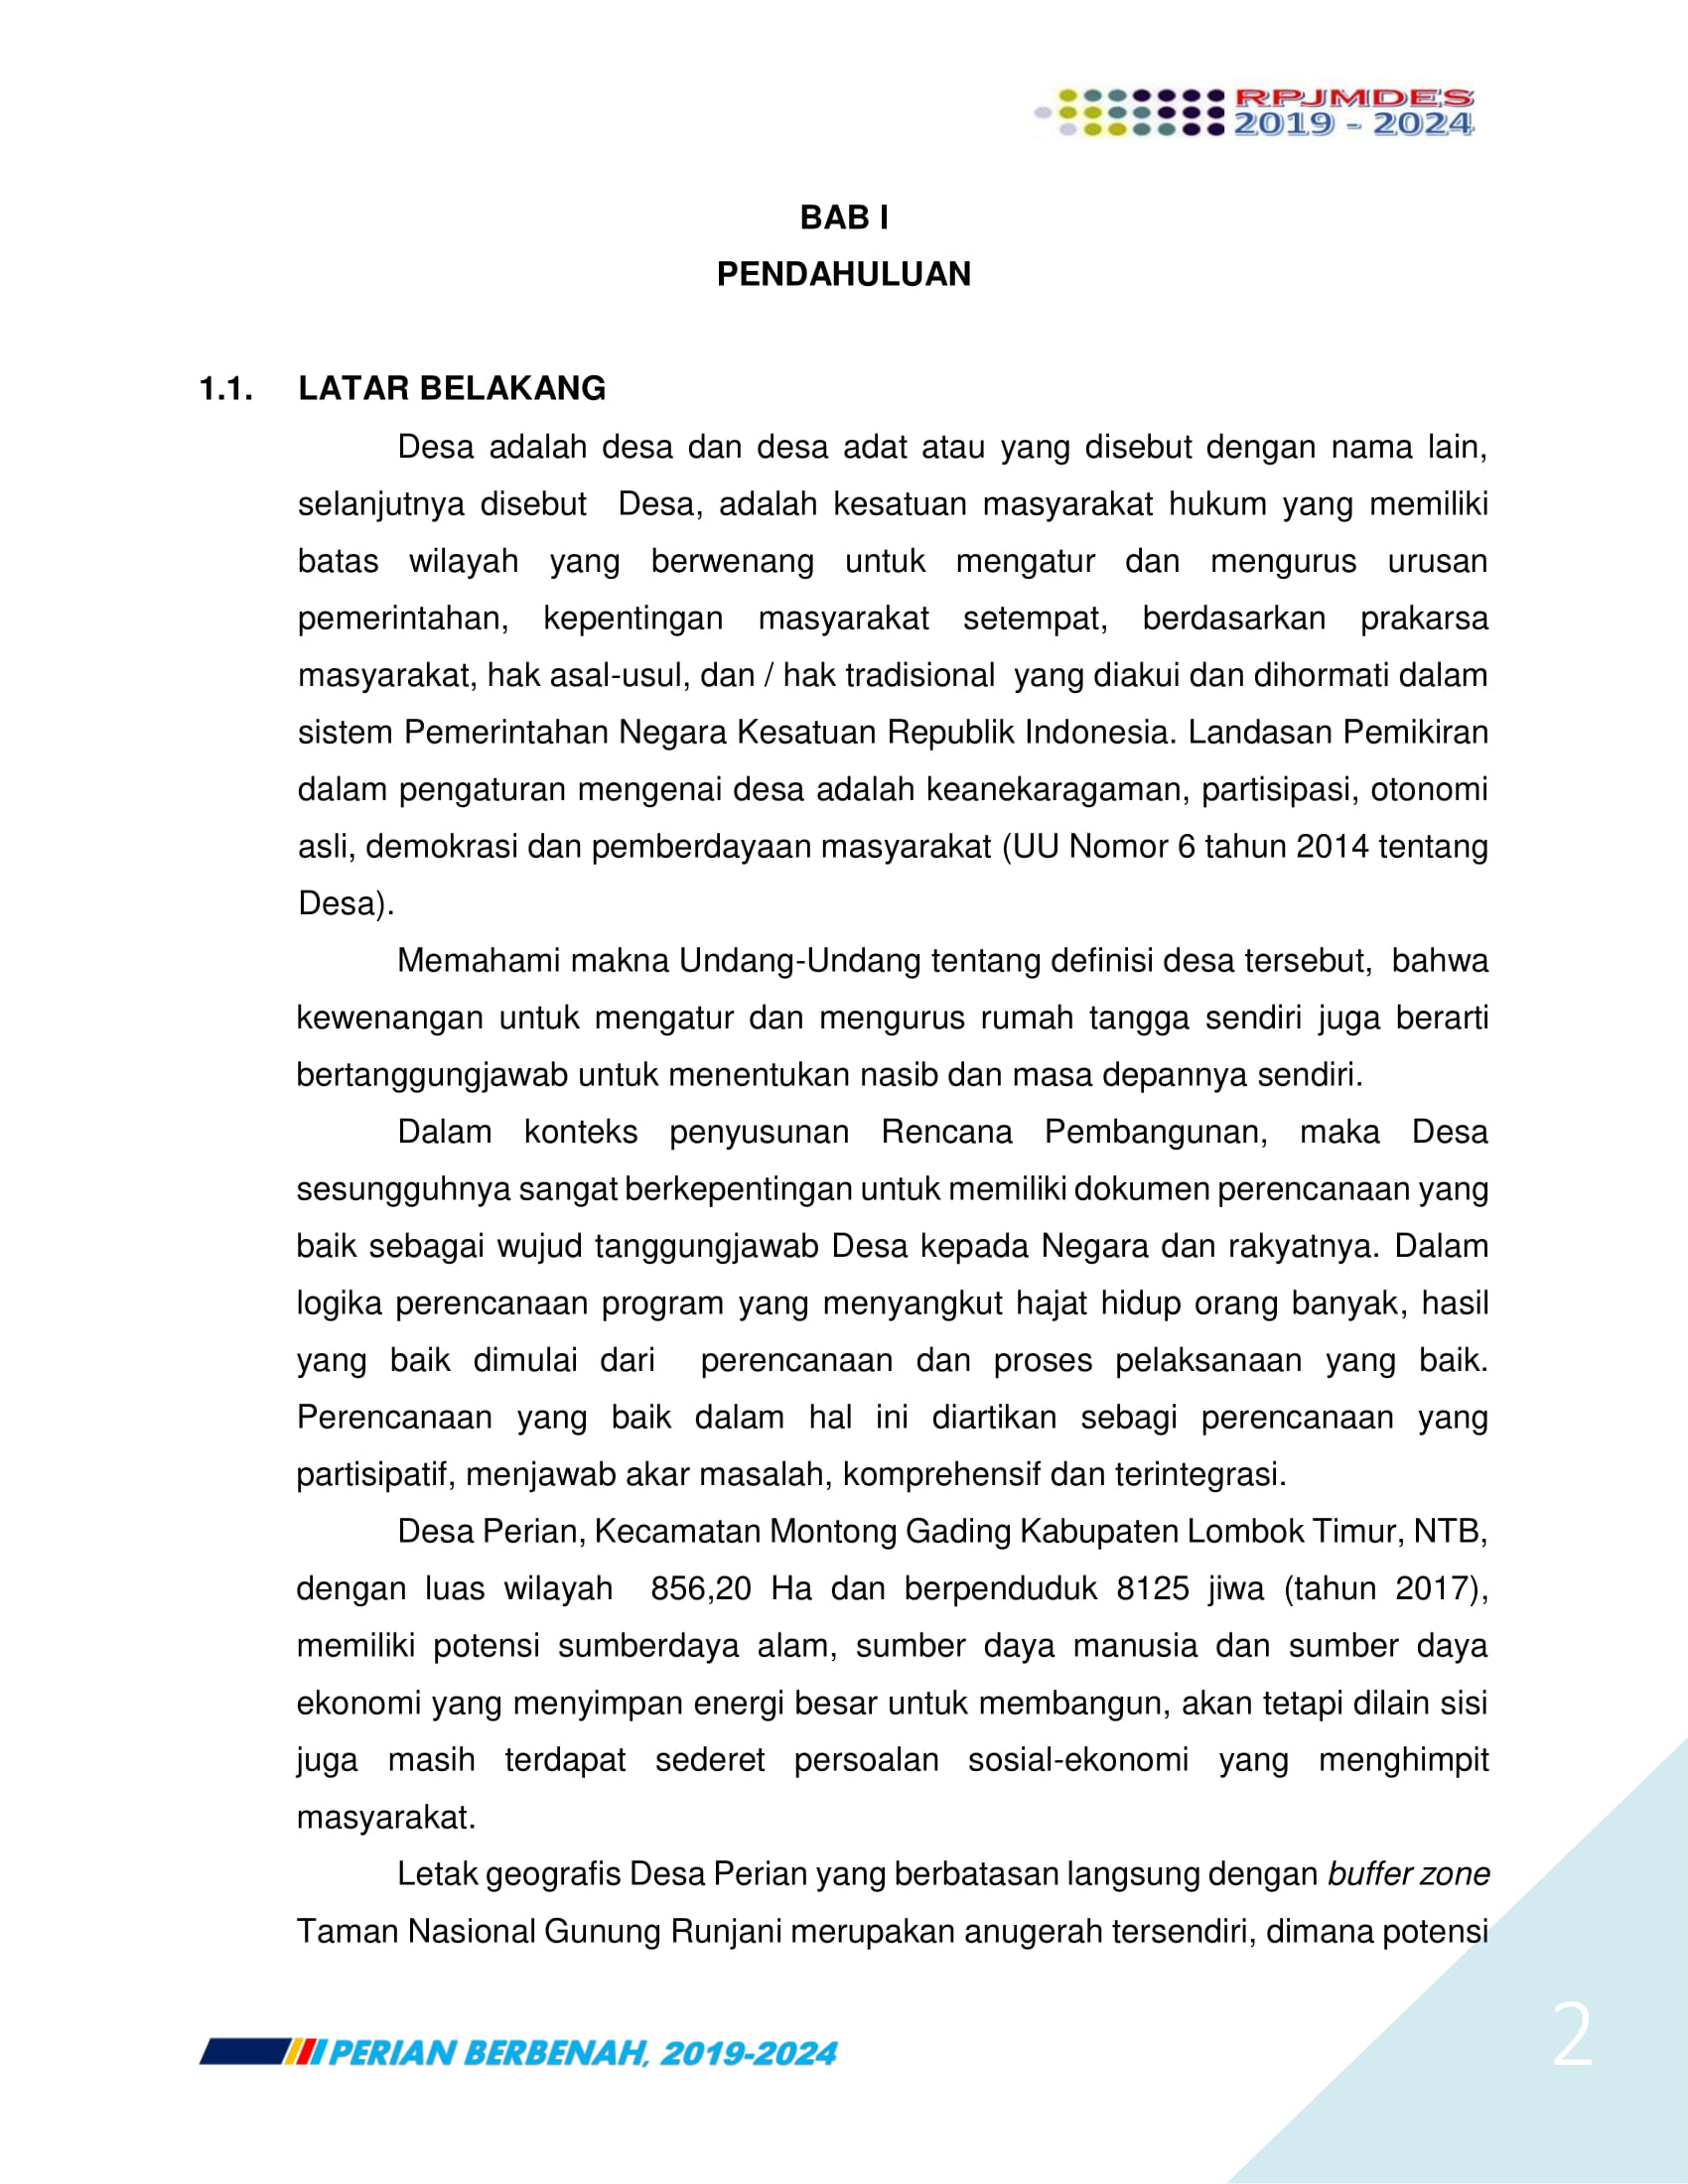 RPJMDES
2019 - 2024
BAB I
PENDAHULUAN
1.1. LATAR BELAKANG
Desa adalah desa dan desa adat atau yang disebut dengan nama lain,
selanjutnya disebut Desa, adalah kesatuan masyarakat hukum yang memiliki
batas wilayah yang berwenang untuk mengatur dan mengurus urusan
pemerintahan, kepentingan masyarakat setempat, berdasarkan prakarsa
masyarakat, hak asal-usul, dan / hak tradisional yang diakui dan dihormati dalam
sistem Pemerintahan Negara Kesatuan Republik Indonesia. Landasan Pemikiran
dalam pengaturan mengenai desa adalah keanekaragaman, partisipasi, otonomi
asli, demokrasi dan pemberdayaan masyarakat (UU Nomor 6 tahun 2014 tentang
Desa).
Memahami makna Undang-Undang tentang definisi desa tersebut, bahwa
kewenangan untuk mengatur dan mengurus rumah tangga sendiri juga berarti
bertanggungjawab untuk menentukan nasib dan masa depannya sendiri.
Dalam konteks penyusunan Rencana Pembangunan, maka Desa
sesungguhnya sangat berkepentingan untuk memiliki dokumen perencanaan yang
baik sebagai wujud tanggungjawab Desa kepada Negara dan rakyatnya. Dalam
logika perencanaan program yang menyangkut hajat hidup orang banyak, hasil
yang baik dimulai dari perencanaan dan proses pelaksanaan yang baik.
Perencanaan yang baik dalam hal ini diartikan sebagi perencanaan yang
partisipatif, menjawab akar masalah, komprehensif dan terintegrasi.
Desa Perian, Kecamatan Montong Gading Kabupaten Lombok Timur, NTB,
dengan luas wilayah 856,20 Ha dan berpenduduk 8125 jiwa (tahun 2017),
memiliki potensi sumberdaya alam, sumber daya manusia dan sumber daya
ekonomi yang menyimpan energi besar untuk membangun, akan tetapi dilain sisi
juga masih terdapat sederet persoalan sosial-ekonomi yang menghimpit
masyarakat.
Letak geografis Desa Perian yang berbatasan langsung dengan buffer zone
Taman Nasional Gunung Runjani merupakan anugerah tersendiri, dimana potensi
PERIAN BERBENAH, 2019-2024
2